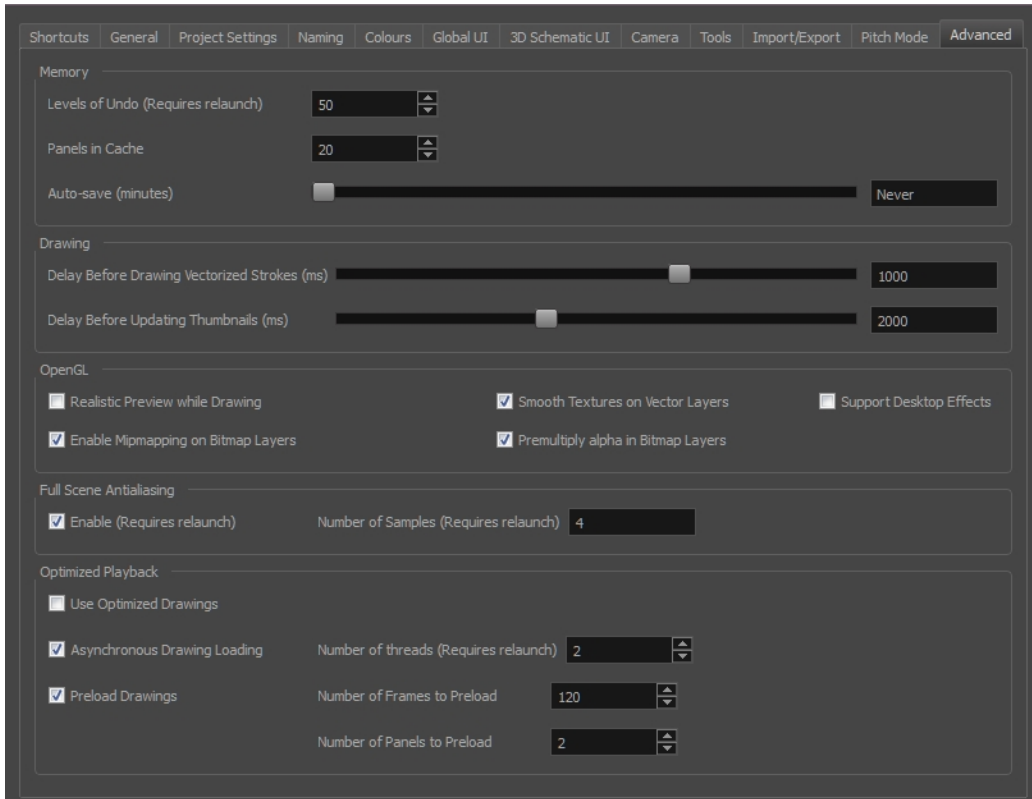 Shortcuts General Project Settings Naming Colours Global UI 3D Schematic UI Camera Tools Import/Export Pitch Mode Advanced
Memory
Levels of Undo (Requires relaunch) 50
Panels in Cache 20
Auto-save (minutes) Never
Drawing
Delay Before Drawing Vectorized Strokes (ms) 1000
Delay Before Updating Thumbnails (ms) 2000
OpenGL
Realistic Preview while Drawing Smooth Textures on Vector Layers Support Desktop Effects
Enable Mipmapping on Bitmap Layers Premultiply alpha in Bitmap Layers
Full Scene Antialiasing
Enable (Requires relaunch) Number of Samples (Requires relaunch) 4
Optimized Playback
Use Optimized Drawings
Asynchronous Drawing Loading Number of threads (Requires relaunch) 2
Preload Drawings Number of Frames to Preload 120
Number of Panels to Preload 2